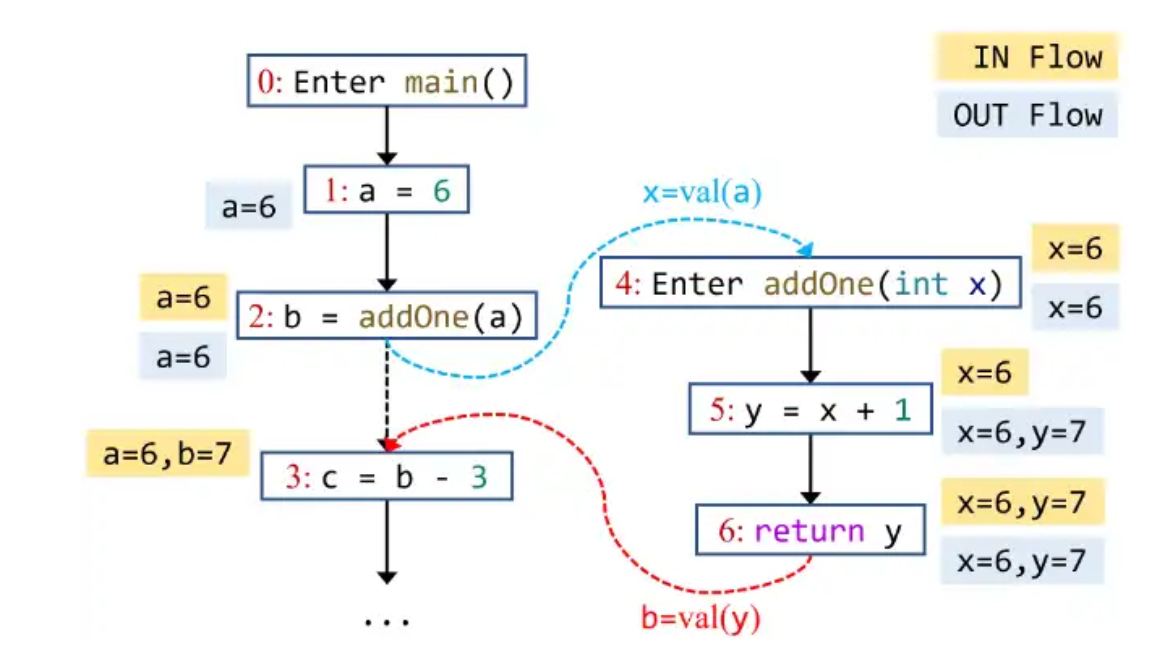 0: Enter main()
IN Flow
OUT Flow
1: a = 6
a=6
x=val(a)
a=6
2: b = addOne(a)
a=6
4: Enter addOne(int x)
x=6
x=6
5: y = x + 1
x=6
x=6,y=7
a=6,b=7
3: c = b - 3
6: return y
x=6,y=7
x=6,y=7
b=val(y)
...